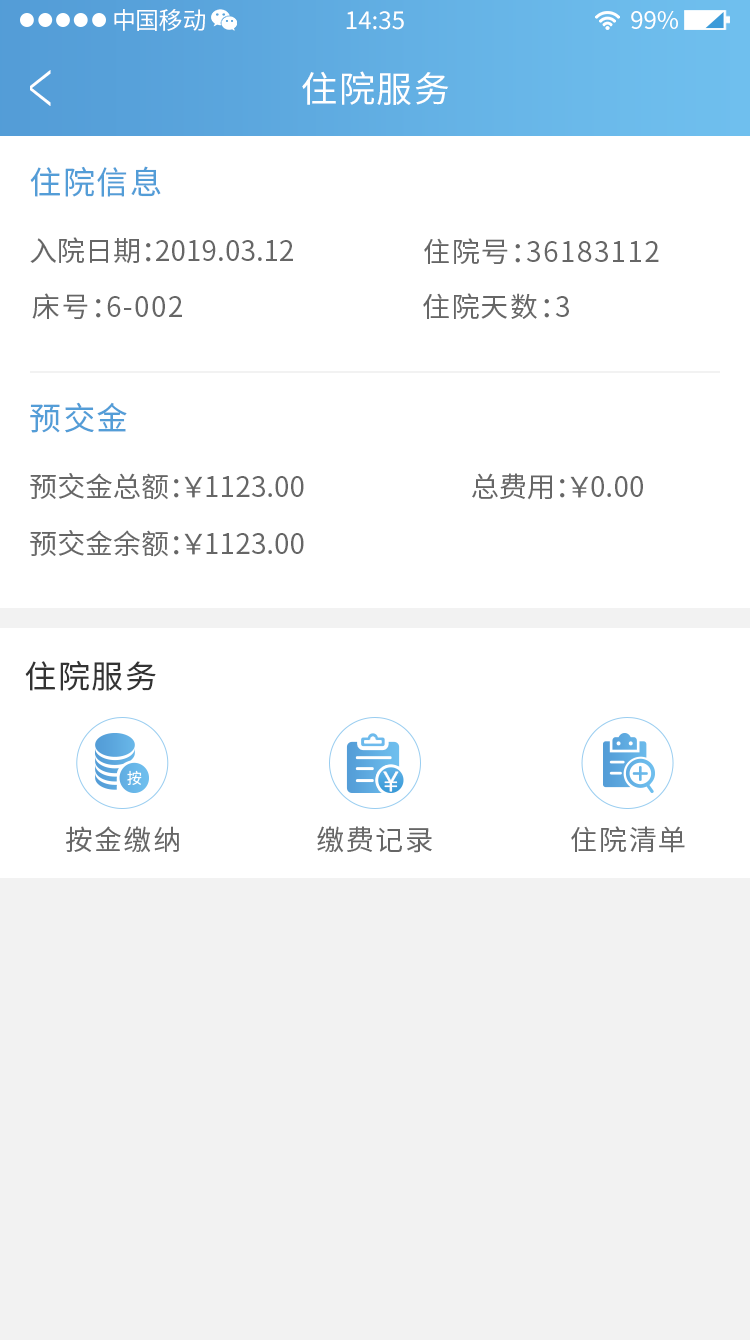 中国移动 14:35 99%
住院服务
住院信息
入院日期:2019.03.12 住院号:36183112
床号:6-002 住院天数:3
预交金
预交金总额:¥1123.00 总费用:¥0.00
预交金余额:¥1123.00
住院服务
按 ¥
按金缴纳 缴费记录 住院清单